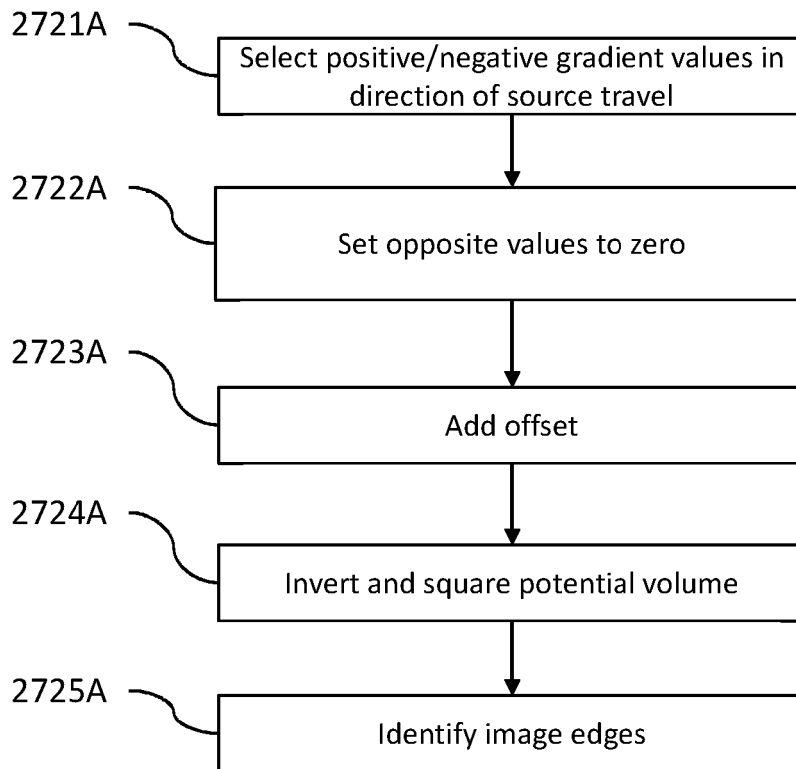 2721A
Select positive/negative gradient values in
direction of source travel
2722A
Set opposite values to zero
2723A
Add offset
2724A
Invert and square potential volume
2725A
Identify image edges